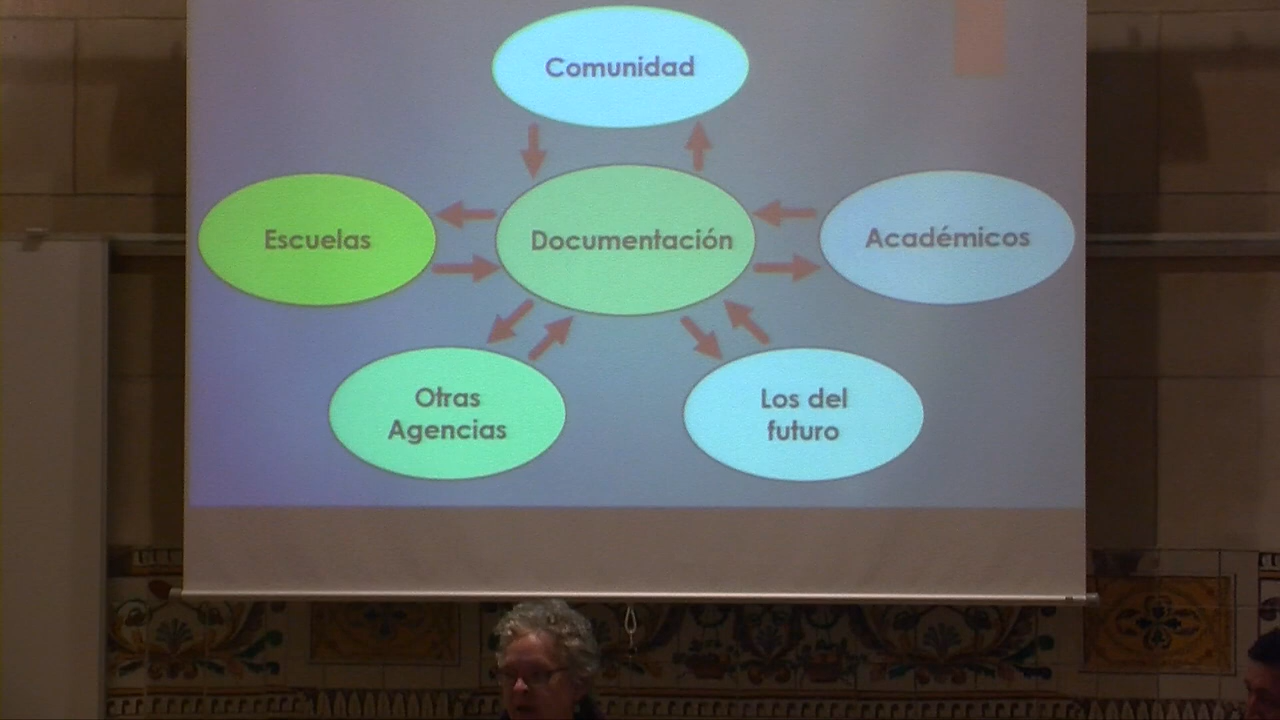 Comunidad
Escuelas
Documentación
Académicos
Otras
Agencias
Los del
futuro